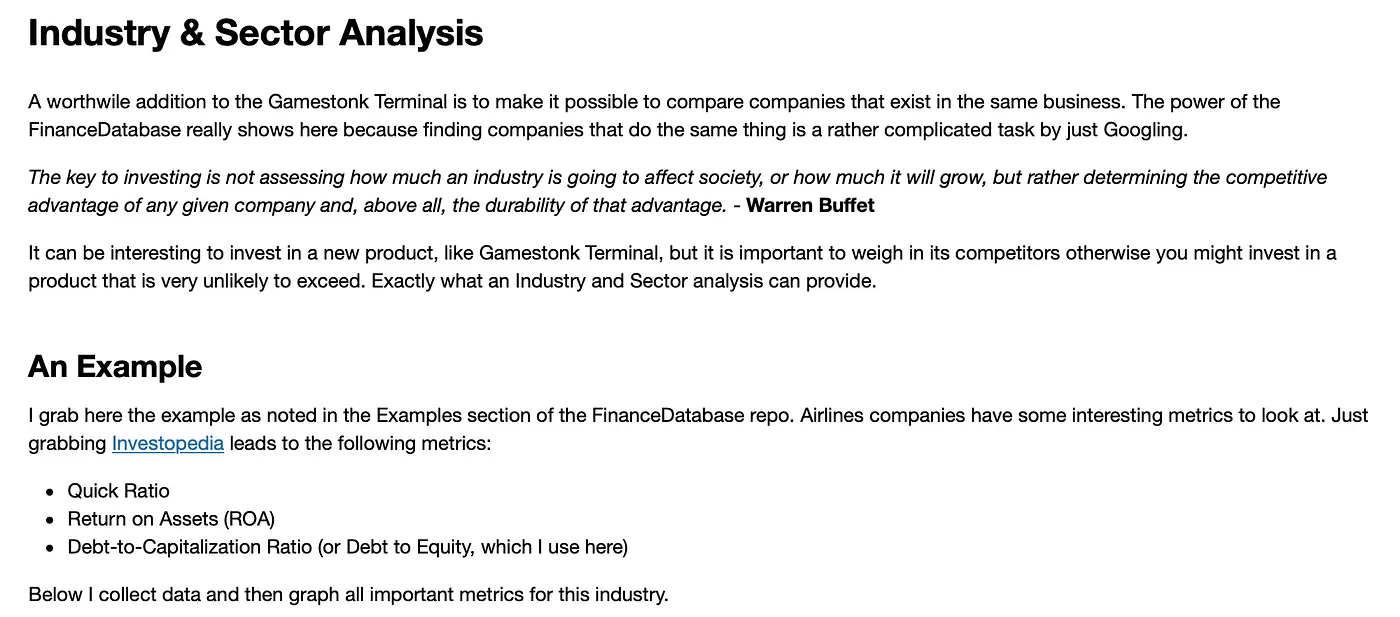 Industry & Sector Analysis
A worthwile addition to the Gamestonk Terminal is to make it possible to compare companies that exist in the same business. The power of the
FinanceDatabase really shows here because finding companies that do the same thing is a rather complicated task by just Googling.
The key to investing is not assessing how much an industry is going to affect society, or how much it will grow, but rather determining the competitive
advantage of any given company and, above all, the durability of that advantage. - Warren Buffet
It can be interesting to invest in a new product, like Gamestonk Terminal, but it is important to weigh in its competitors otherwise you might invest in a
product that is very unlikely to exceed. Exactly what an Industry and Sector analysis can provide.
An Example
I grab here the example as noted in the Examples section of the FinanceDatabase repo. Airlines companies have some interesting metrics to look at. Just
grabbing Investopedia leads to the following metrics:
• Quick Ratio
• Return on Assets (ROA)
• Debt-to-Capitalization Ratio (or Debt to Equity, which I use here)
Below I collect data and then graph all important metrics for this industry.